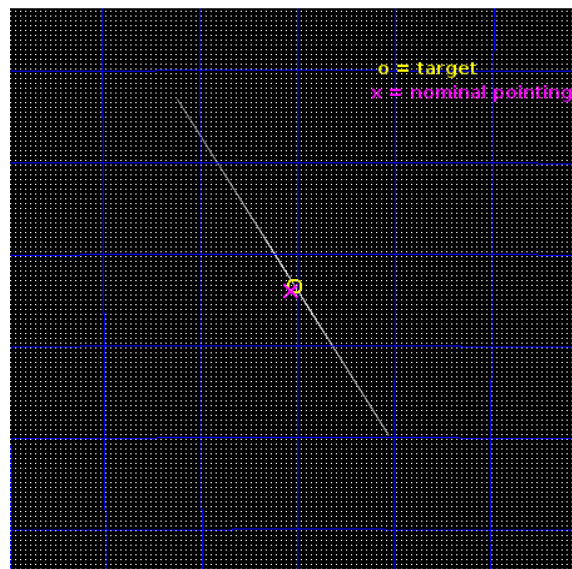 o = target
x = nominal pointing